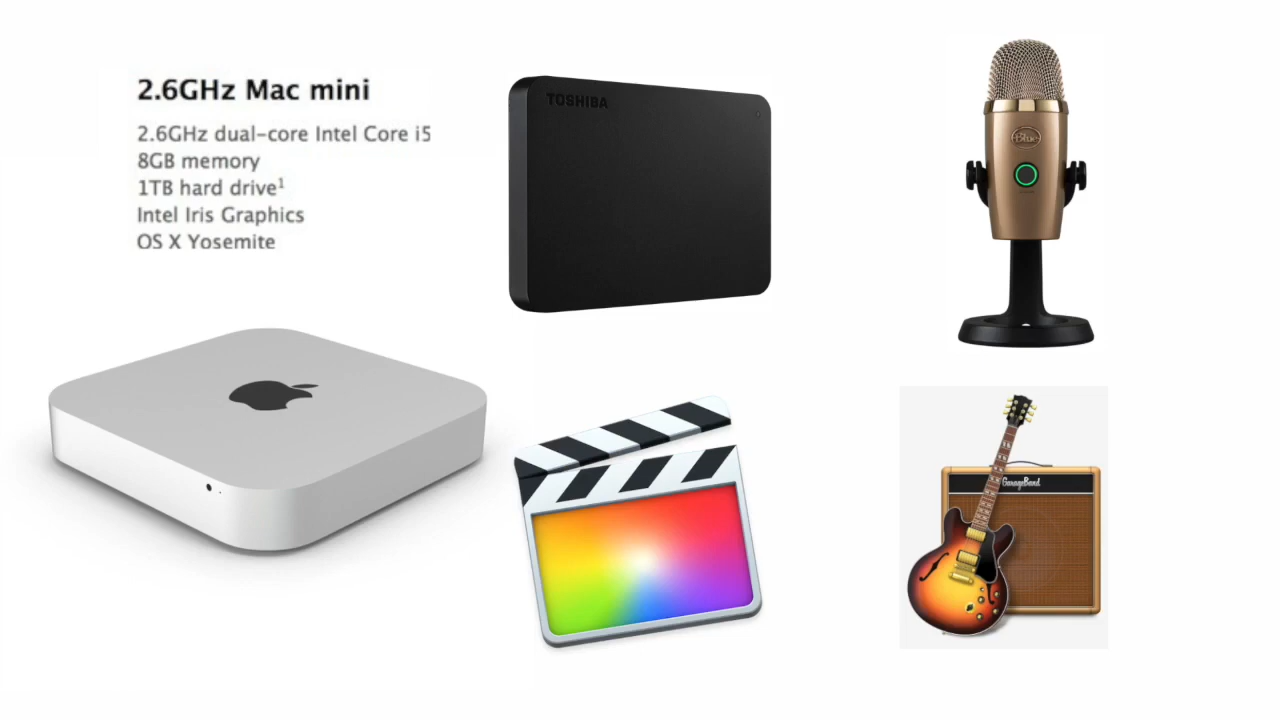 2.6GHz Mac mini
2.6GHz dual-core Intel Core i5
8GB memory
1TB hard drive¹
Intel Iris Graphics
OS X Yosemite
TOSHIBA
Blue
GarageBand